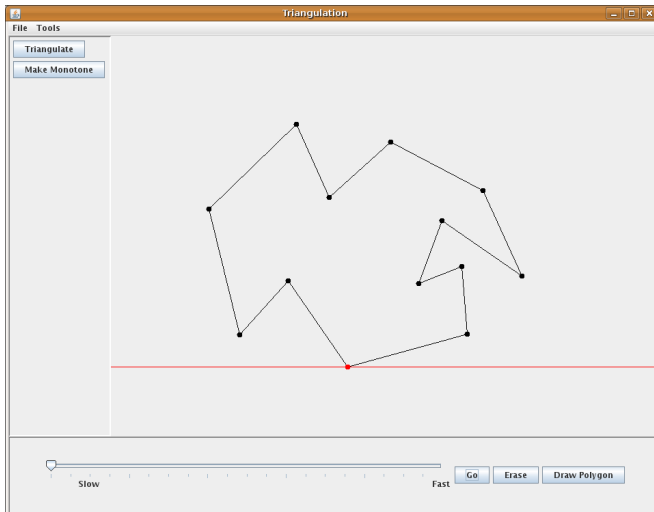 Triangulation
File Tools
Triangulate
Make Monotone
Slow
Fast
Go
Erase
Draw Polygon